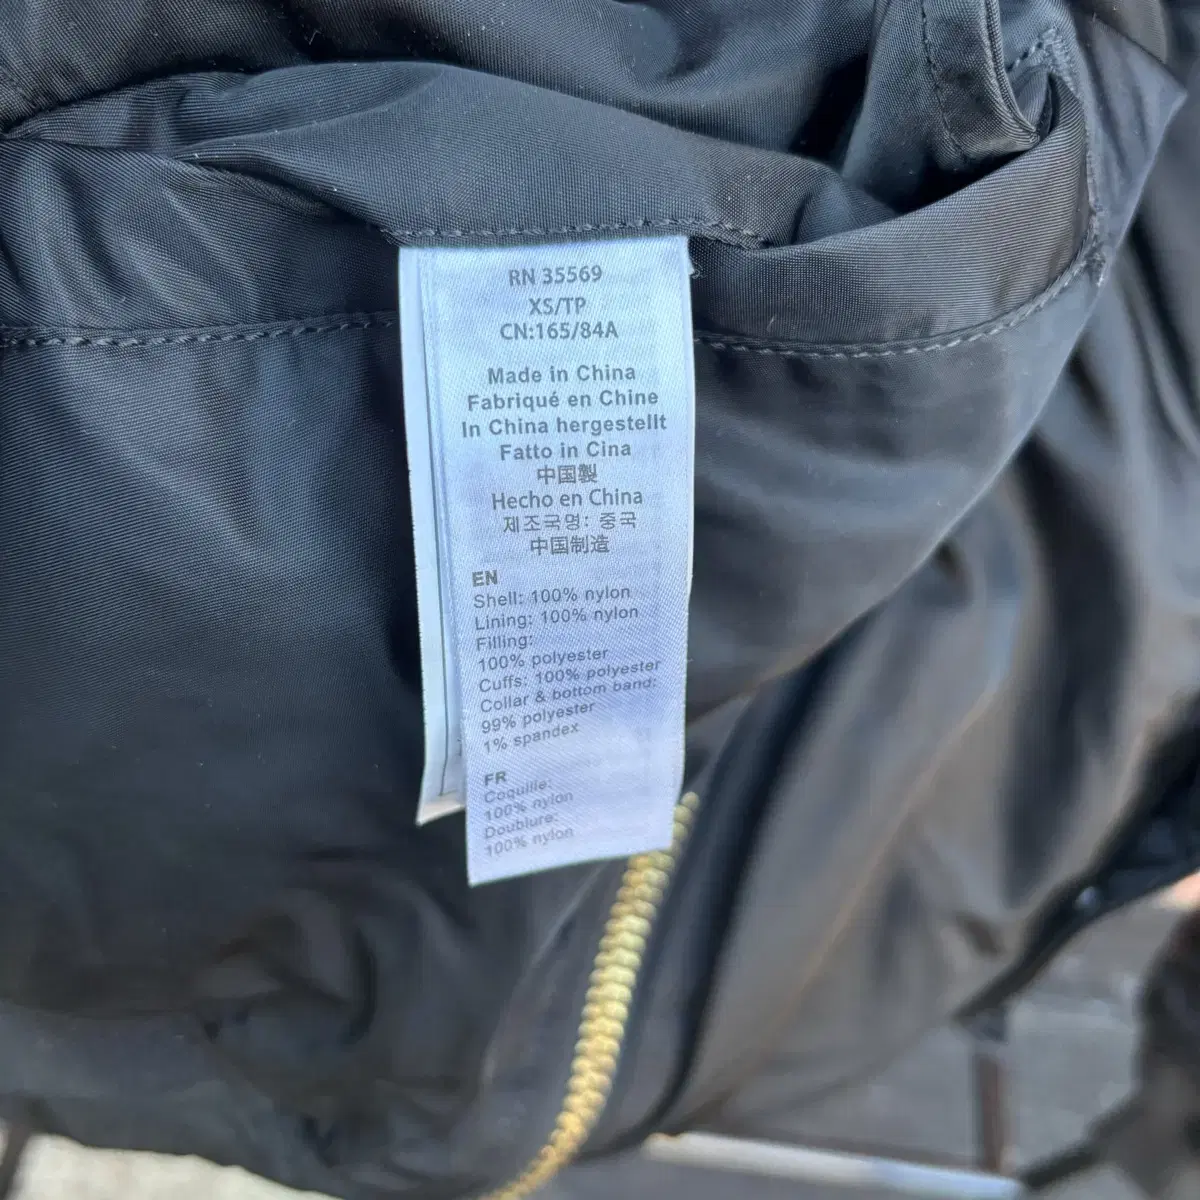 RN 35569
XS/TP
CN:165/84A
Made in China
Fabriqué en Chine
In China hergestellt
Fatto in Cina
中国製
Hecho en China
제조국명: 중국
中国制造
EN
Shell: 100% nylon
Lining: 100% nylon
Filling:
100% polyester
Cuffs: 100% polyester
Collar & bottom band:
99% polyester
1% spandex
FR
Coquille:
100% nylon
Doublure:
100% nylon